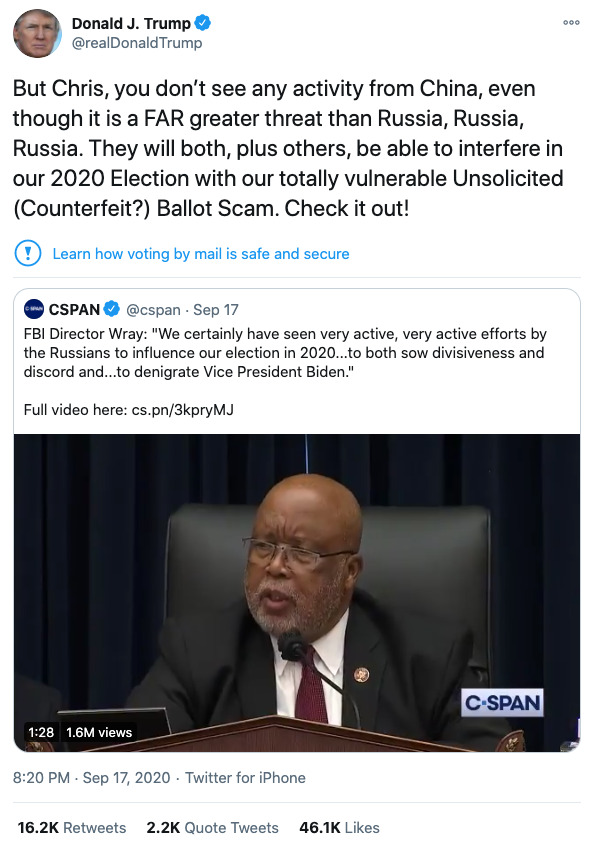 Donald J. Trump
@realDonaldTrump
But Chris, you don’t see any activity from China, even
though it is a FAR greater threat than Russia, Russia,
Russia. They will both, plus others, be able to interfere in
our 2020 Election with our totally vulnerable Unsolicited
(Counterfeit?) Ballot Scam. Check it out!
Learn how voting by mail is safe and secure
CSPAN @cspan · Sep 17
FBI Director Wray: "We certainly have seen very active, very active efforts by
the Russians to influence our election in 2020...to both sow divisiveness and
discord and...to denigrate Vice President Biden."
Full video here: cs.pn/3kpryMJ
C·SPAN
1:28 1.6M views
8:20 PM · Sep 17, 2020 · Twitter for iPhone
16.2K Retweets 2.2K Quote Tweets 46.1K Likes